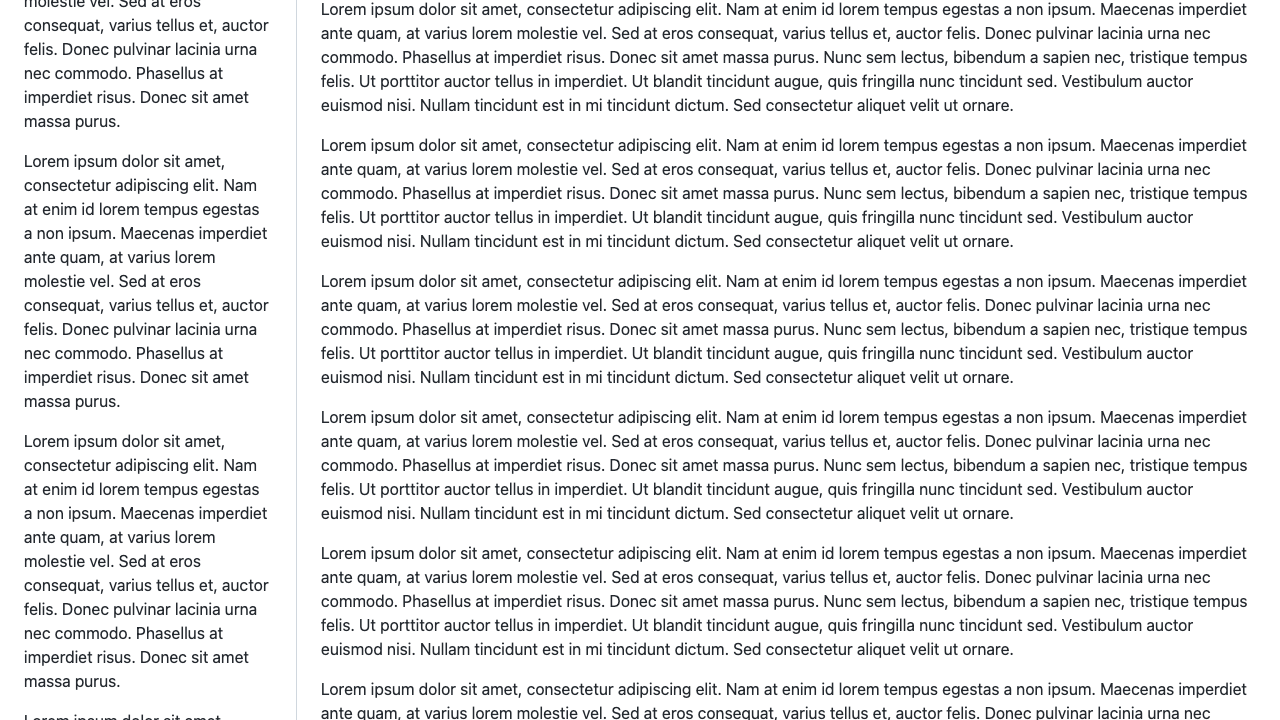 molestie vel. Sed at eros
consequat, varius tellus et, auctor
felis. Donec pulvinar lacinia urna
nec commodo. Phasellus at
imperdiet risus. Donec sit amet
massa purus.
Lorem ipsum dolor sit amet,
consectetur adipiscing elit. Nam
at enim id lorem tempus egestas
a non ipsum. Maecenas imperdiet
ante quam, at varius lorem
molestie vel. Sed at eros
consequat, varius tellus et, auctor
felis. Donec pulvinar lacinia urna
nec commodo. Phasellus at
imperdiet risus. Donec sit amet
massa purus.
Lorem ipsum dolor sit amet,
consectetur adipiscing elit. Nam
at enim id lorem tempus egestas
a non ipsum. Maecenas imperdiet
ante quam, at varius lorem
molestie vel. Sed at eros
consequat, varius tellus et, auctor
felis. Donec pulvinar lacinia urna
nec commodo. Phasellus at
imperdiet risus. Donec sit amet
massa purus.
Lorem ipsum dolor sit amet,
Lorem ipsum dolor sit amet, consectetur adipiscing elit. Nam at enim id lorem tempus egestas a non ipsum. Maecenas imperdiet
ante quam, at varius lorem molestie vel. Sed at eros consequat, varius tellus et, auctor felis. Donec pulvinar lacinia urna nec
commodo. Phasellus at imperdiet risus. Donec sit amet massa purus. Nunc sem lectus, bibendum a sapien nec, tristique tempus
felis. Ut porttitor auctor tellus in imperdiet. Ut blandit tincidunt augue, quis fringilla nunc tincidunt sed. Vestibulum auctor
euismod nisi. Nullam tincidunt est in mi tincidunt dictum. Sed consectetur aliquet velit ut ornare.
Lorem ipsum dolor sit amet, consectetur adipiscing elit. Nam at enim id lorem tempus egestas a non ipsum. Maecenas imperdiet
ante quam, at varius lorem molestie vel. Sed at eros consequat, varius tellus et, auctor felis. Donec pulvinar lacinia urna nec
commodo. Phasellus at imperdiet risus. Donec sit amet massa purus. Nunc sem lectus, bibendum a sapien nec, tristique tempus
felis. Ut porttitor auctor tellus in imperdiet. Ut blandit tincidunt augue, quis fringilla nunc tincidunt sed. Vestibulum auctor
euismod nisi. Nullam tincidunt est in mi tincidunt dictum. Sed consectetur aliquet velit ut ornare.
Lorem ipsum dolor sit amet, consectetur adipiscing elit. Nam at enim id lorem tempus egestas a non ipsum. Maecenas imperdiet
ante quam, at varius lorem molestie vel. Sed at eros consequat, varius tellus et, auctor felis. Donec pulvinar lacinia urna nec
commodo. Phasellus at imperdiet risus. Donec sit amet massa purus. Nunc sem lectus, bibendum a sapien nec, tristique tempus
felis. Ut porttitor auctor tellus in imperdiet. Ut blandit tincidunt augue, quis fringilla nunc tincidunt sed. Vestibulum auctor
euismod nisi. Nullam tincidunt est in mi tincidunt dictum. Sed consectetur aliquet velit ut ornare.
Lorem ipsum dolor sit amet, consectetur adipiscing elit. Nam at enim id lorem tempus egestas a non ipsum. Maecenas imperdiet
ante quam, at varius lorem molestie vel. Sed at eros consequat, varius tellus et, auctor felis. Donec pulvinar lacinia urna nec
commodo. Phasellus at imperdiet risus. Donec sit amet massa purus. Nunc sem lectus, bibendum a sapien nec, tristique tempus
felis. Ut porttitor auctor tellus in imperdiet. Ut blandit tincidunt augue, quis fringilla nunc tincidunt sed. Vestibulum auctor
euismod nisi. Nullam tincidunt est in mi tincidunt dictum. Sed consectetur aliquet velit ut ornare.
Lorem ipsum dolor sit amet, consectetur adipiscing elit. Nam at enim id lorem tempus egestas a non ipsum. Maecenas imperdiet
ante quam, at varius lorem molestie vel. Sed at eros consequat, varius tellus et, auctor felis. Donec pulvinar lacinia urna nec
commodo. Phasellus at imperdiet risus. Donec sit amet massa purus. Nunc sem lectus, bibendum a sapien nec, tristique tempus
felis. Ut porttitor auctor tellus in imperdiet. Ut blandit tincidunt augue, quis fringilla nunc tincidunt sed. Vestibulum auctor
euismod nisi. Nullam tincidunt est in mi tincidunt dictum. Sed consectetur aliquet velit ut ornare.
Lorem ipsum dolor sit amet, consectetur adipiscing elit. Nam at enim id lorem tempus egestas a non ipsum. Maecenas imperdiet
ante quam, at varius lorem molestie vel. Sed at eros consequat, varius tellus et, auctor felis. Donec pulvinar lacinia urna nec